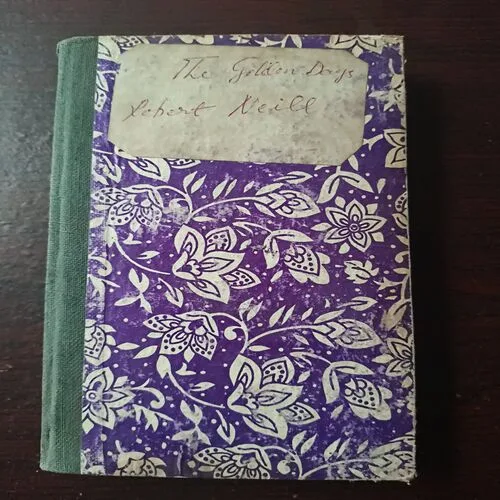 The Golden Days
Robert Neill